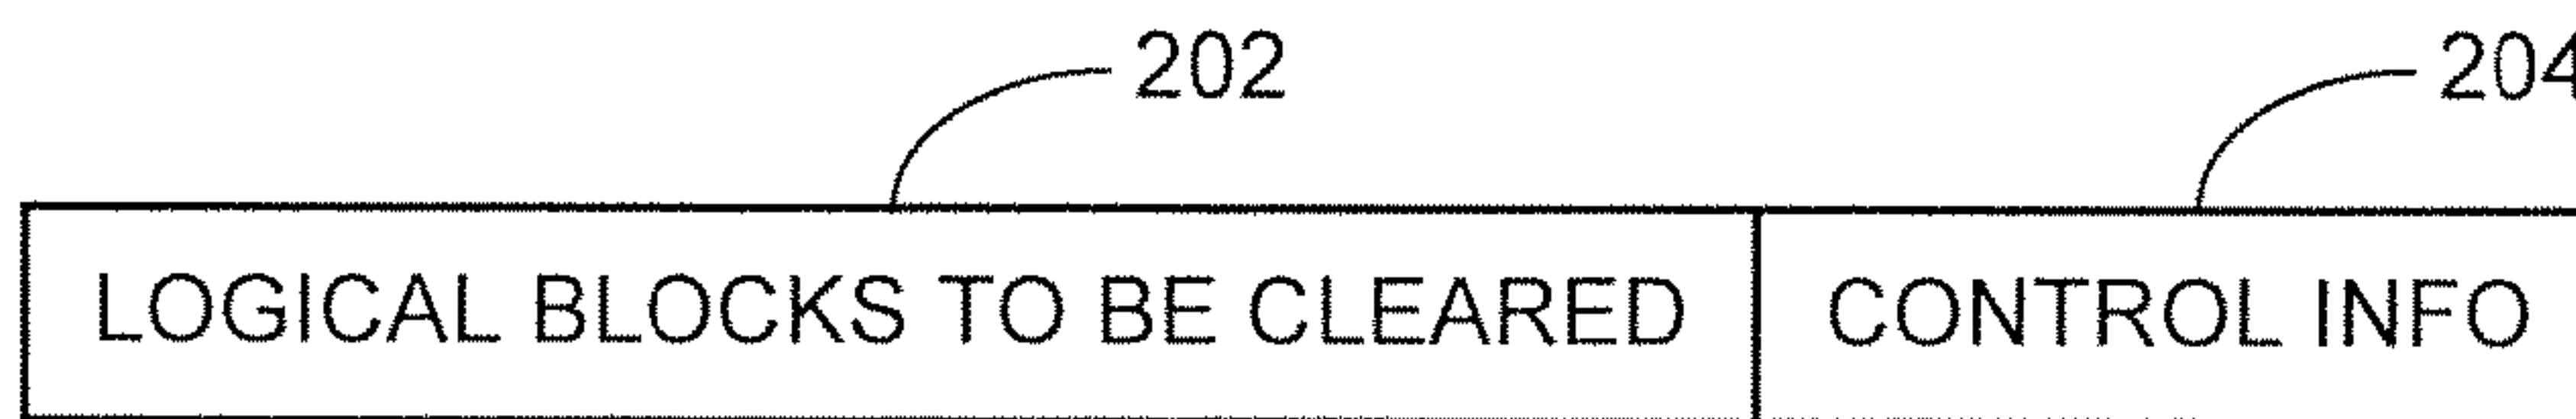 202 204
LOGICAL BLOCKS TO BE CLEARED CONTROL INFO